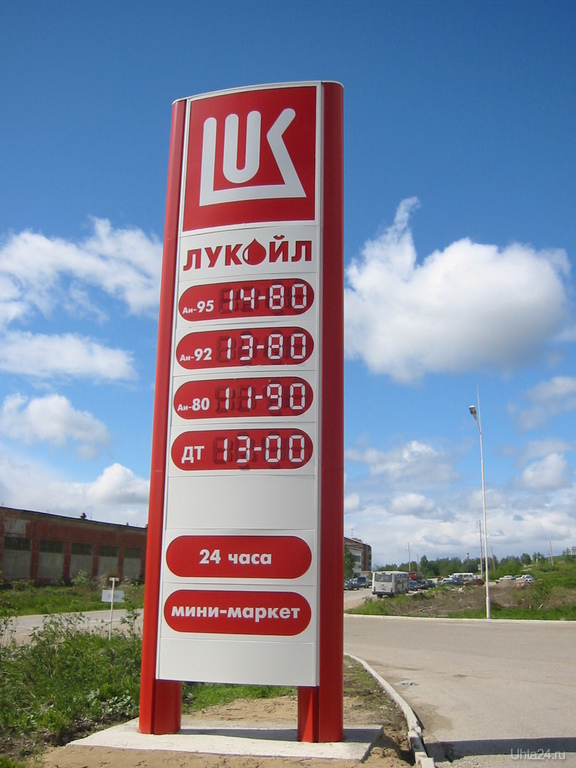 LUK
ЛУКОЙЛ
Аи-95 14-80
Аи-92 13-80
Аи-80 11-90
ДТ 13-00
24 часа
мини-маркет
Uhta24.ru